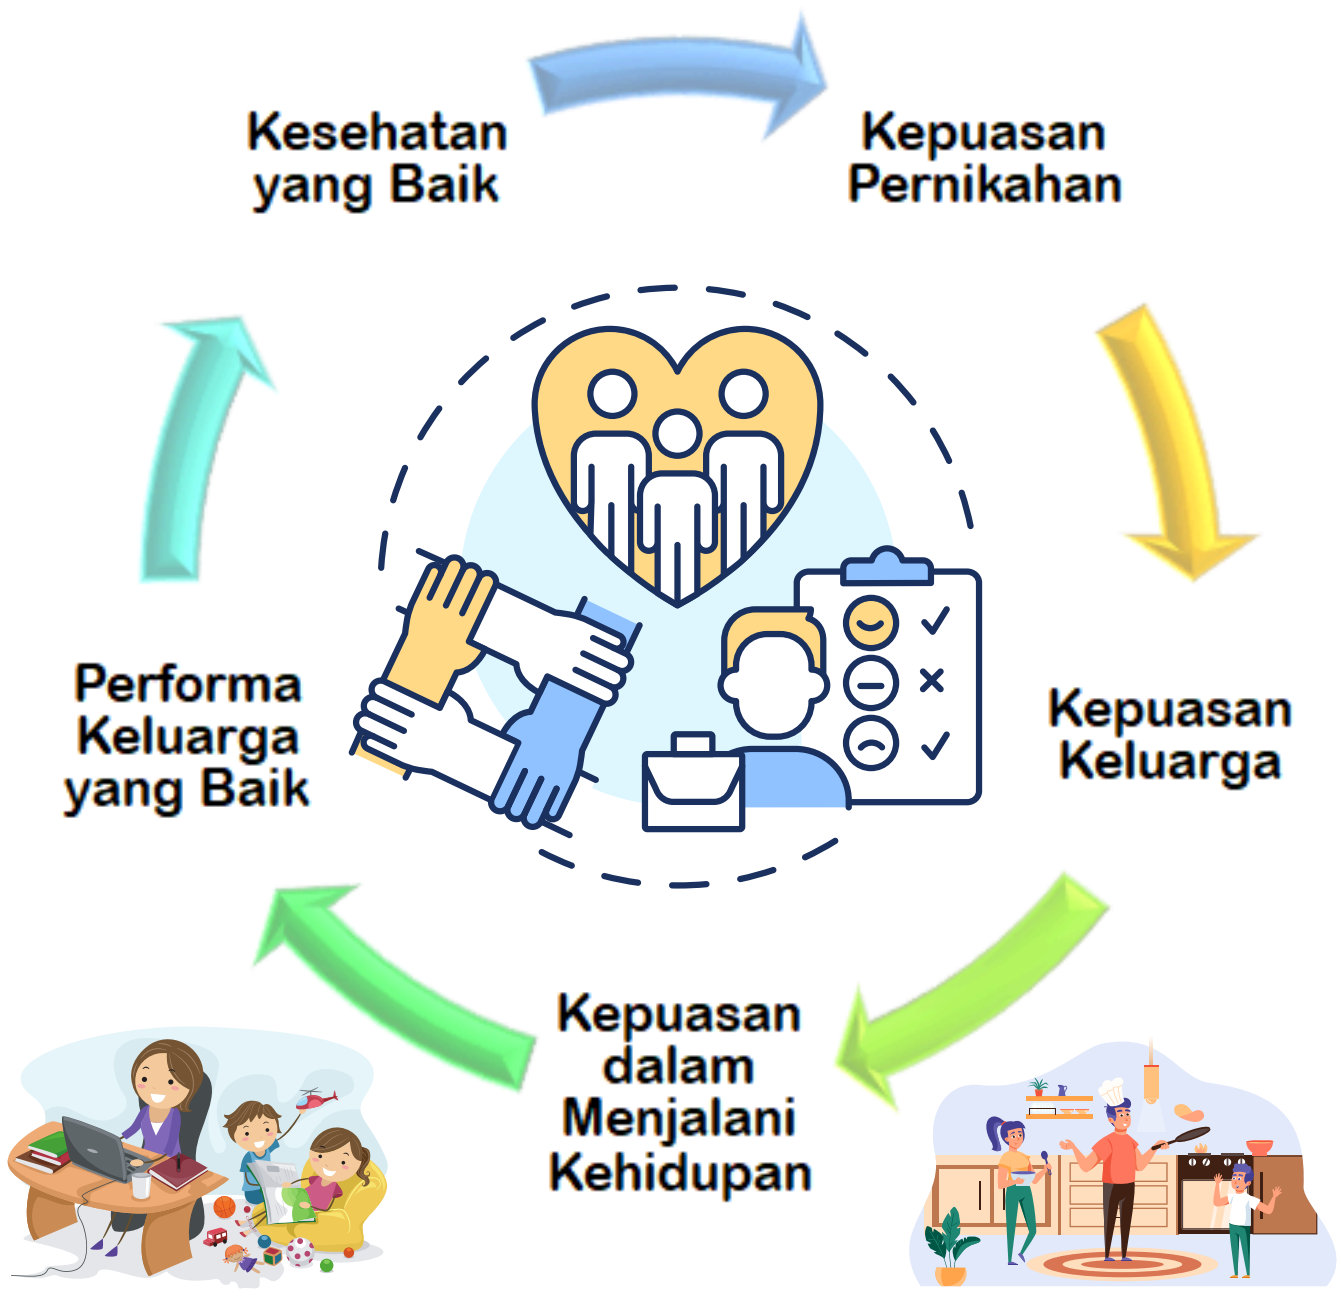 Kesehatan
yang Baik
Kepuasan
Pernikahan
Kepuasan
Keluarga
Kepuasan
dalam
Menjalani
Kehidupan
Performa
Keluarga
yang Baik